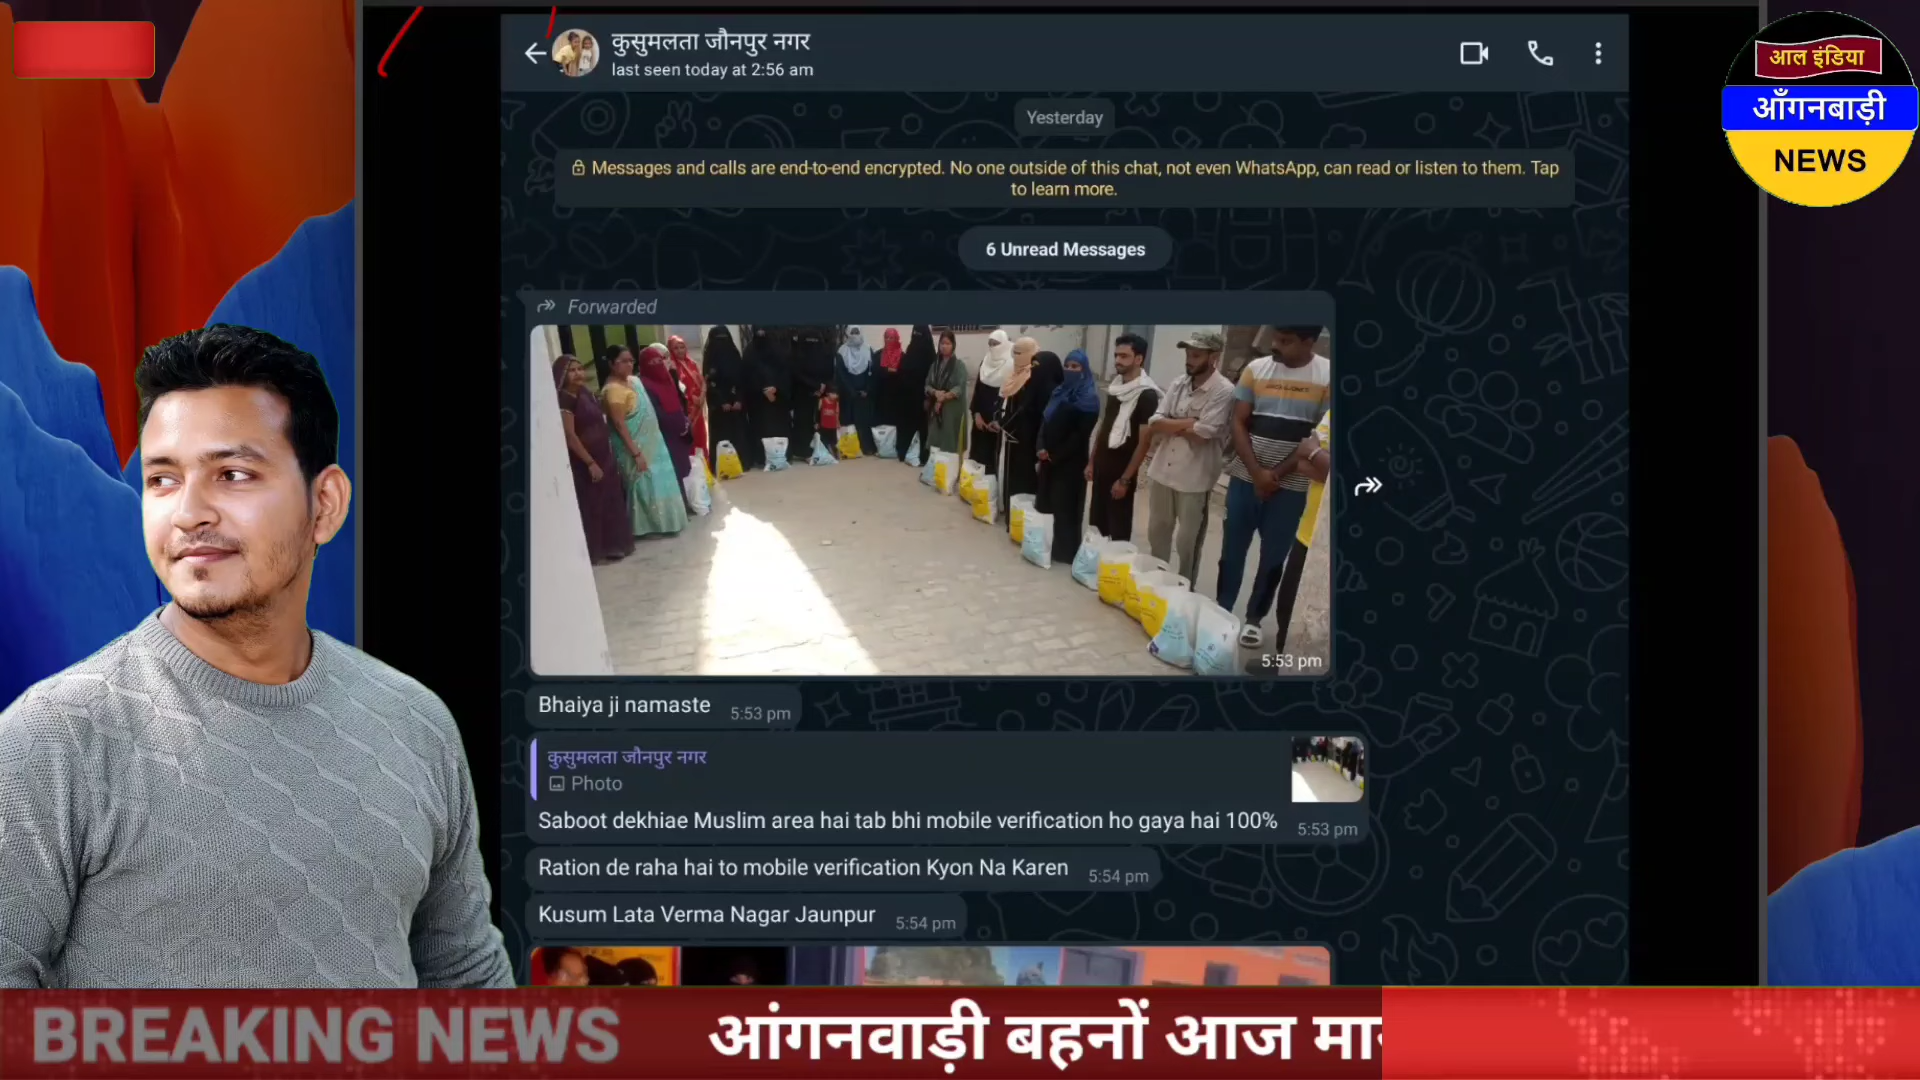 कुसुमलता जौनपुर नगर
last seen today at 2:56 am
आल इंडिया
आँगनबाड़ी
NEWS
Yesterday
Messages and calls are end-to-end encrypted. No one outside of this chat, not even WhatsApp, can read or listen to them. Tap
to learn more.
6 Unread Messages
Forwarded
5:53 pm
Bhaiya ji namaste 5:53 pm
कुसुमलता जौनपुर नगर
Photo
Saboot dekhiae Muslim area hai tab bhi mobile verification ho gaya hai 100% 5:53 pm
Ration de raha hai to mobile verification Kyon Na Karen 5:54 pm
Kusum Lata Verma Nagar Jaunpur 5:54 pm
BREAKING NEWS आंगनवाड़ी बहनों आज